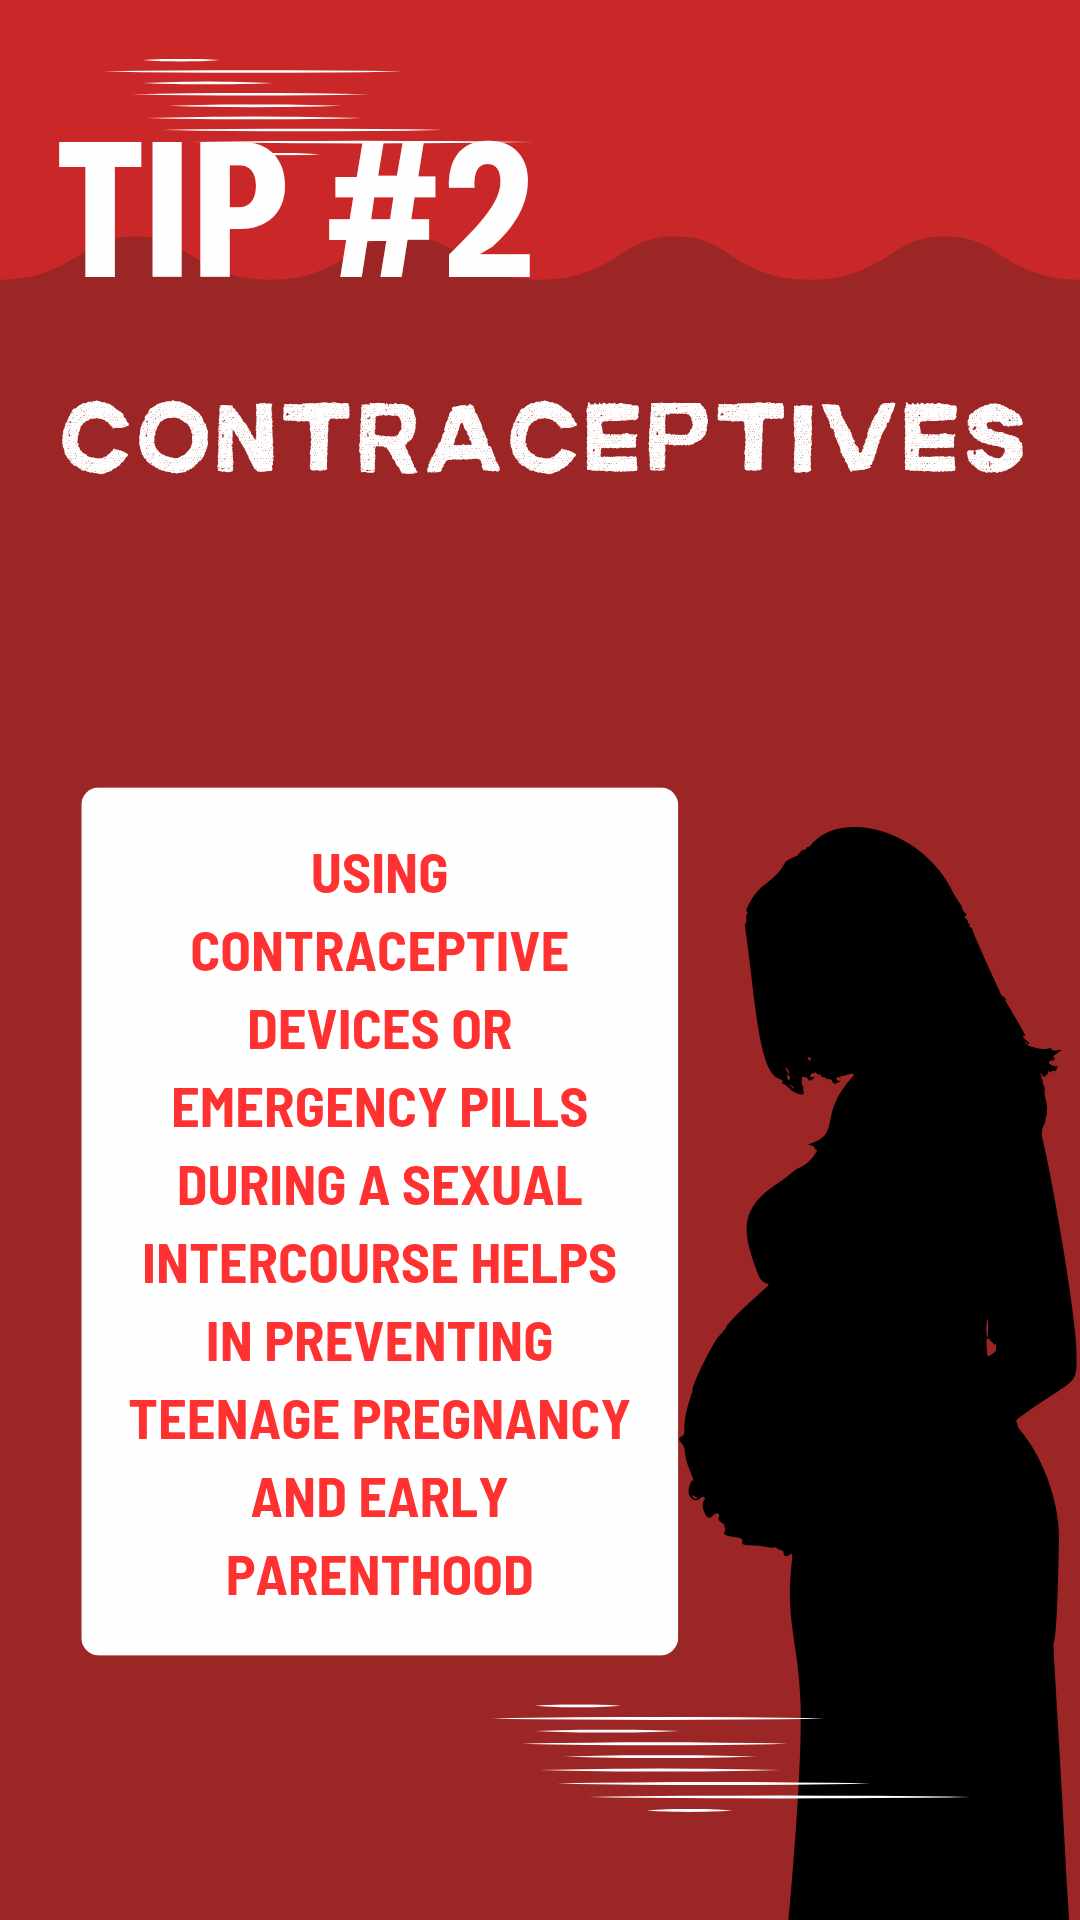 TIP #2
CONTRACEPTIVES
USING
CONTRACEPTIVE
DEVICES OR
EMERGENCY PILLS
DURING A SEXUAL
INTERCOURSE HELPS
IN PREVENTING
TEENAGE PREGNANCY
AND EARLY
PARENTHOOD